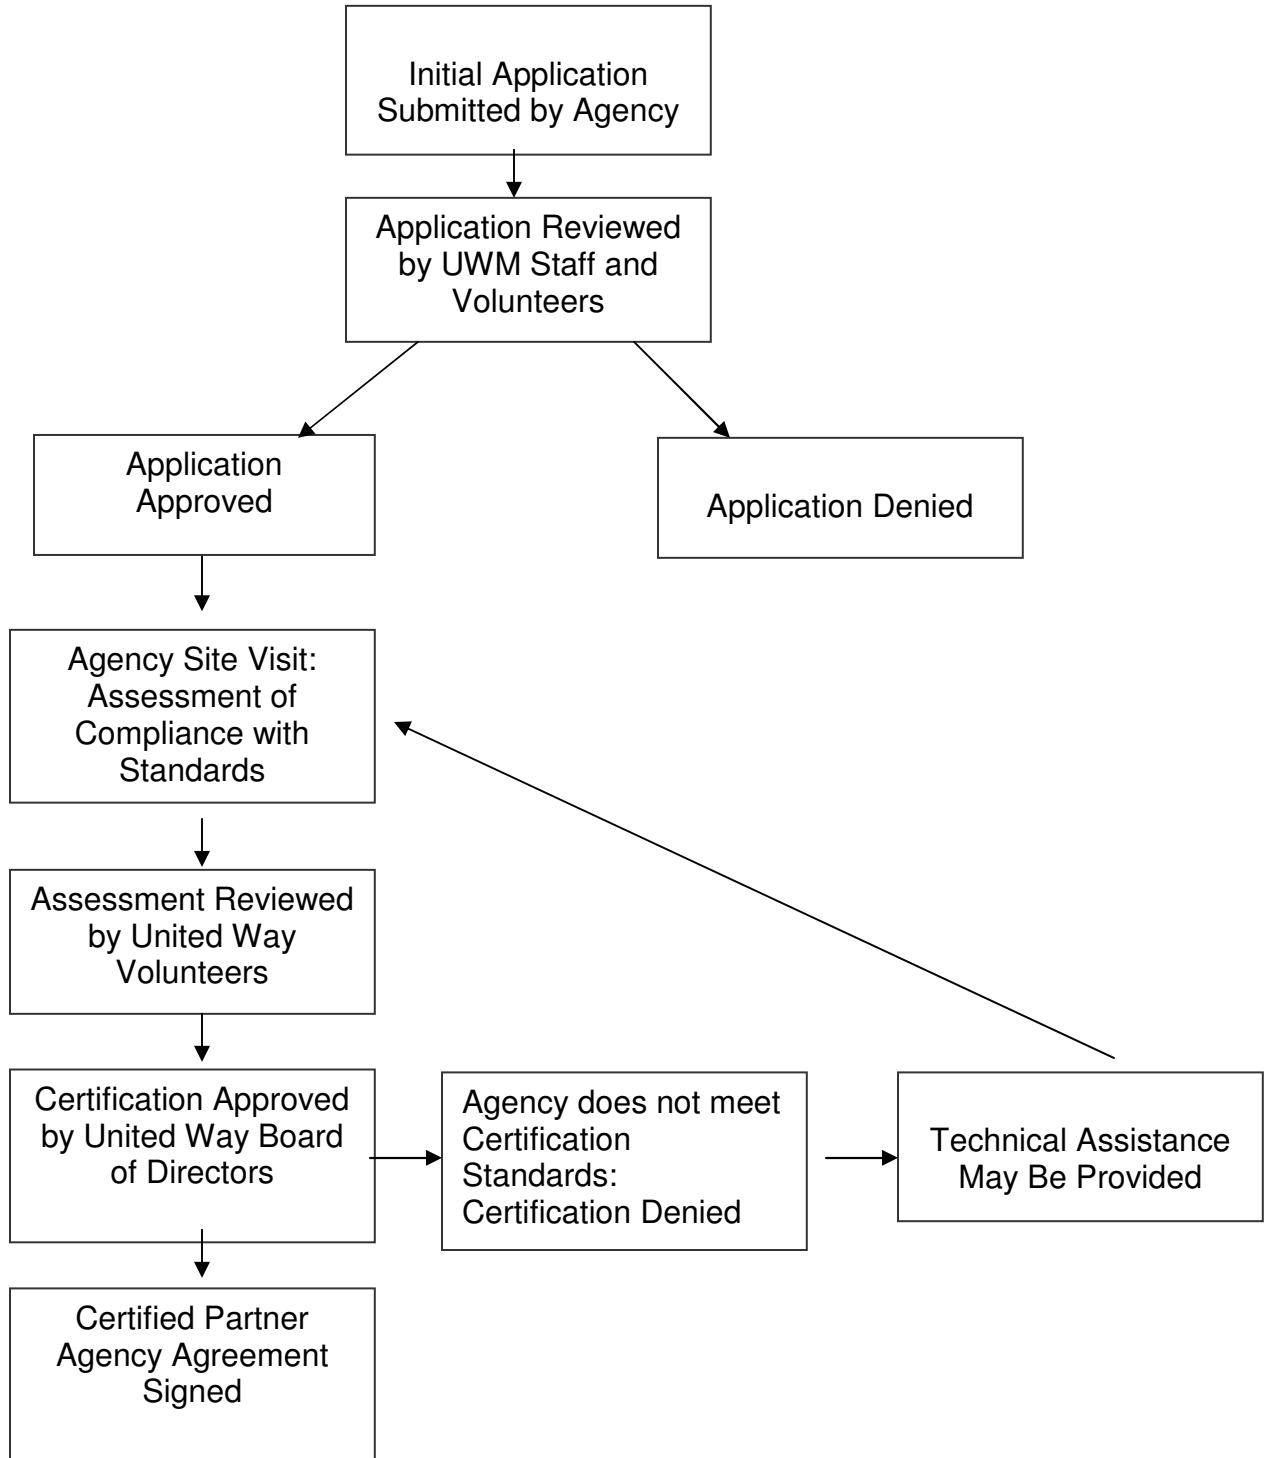 Initial Application
Submitted by Agency
Application Reviewed
by UWM Staff and
Volunteers
Application
Approved
Application Denied
Agency Site Visit:
Assessment of
Compliance with
Standards
Assessment Reviewed
by United Way
Volunteers
Certification Approved
by United Way Board
of Directors
Agency does not meet
Certification
Standards:
Certification Denied
Technical Assistance
May Be Provided
Certified Partner
Agency Agreement
Signed